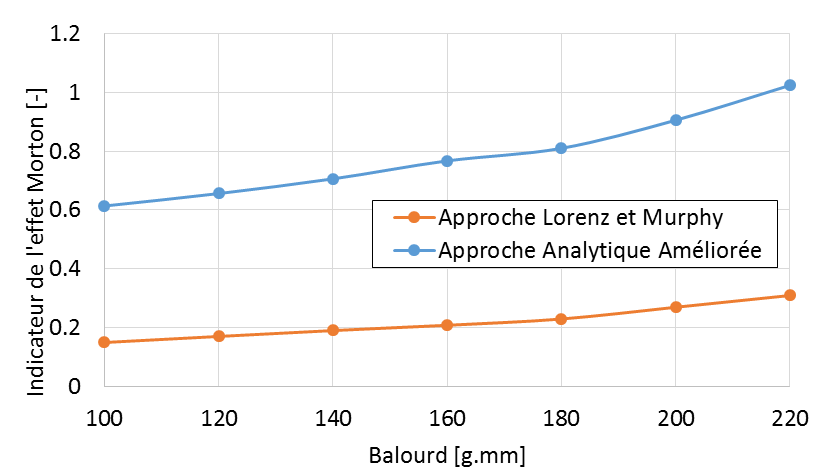 1.2
1
0.8
0.6
0.4
0.2
0
Indicateur de l'effet Morton [-]
Approche Lorenz et Murphy
Approche Analytique Améliorée
100 120 140 160 180 200 220
Balourd [g.mm]